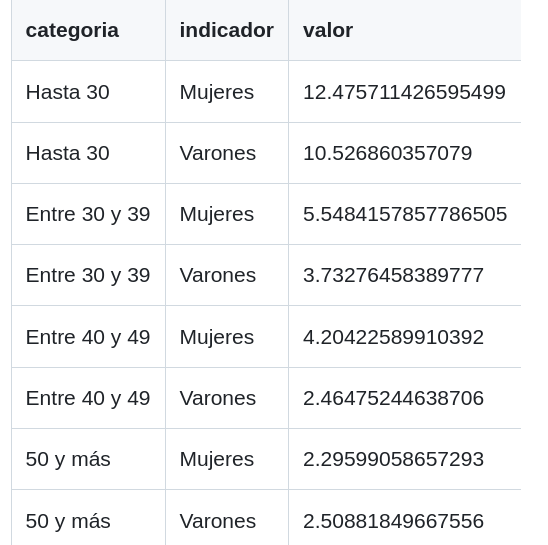 categoria indicador valor
Hasta 30 Mujeres 12.475711426595499
Hasta 30 Varones 10.526860357079
Entre 30 y 39 Mujeres 5.5484157857786505
Entre 30 y 39 Varones 3.73276458389777
Entre 40 y 49 Mujeres 4.20422589910392
Entre 40 y 49 Varones 2.46475244638706
50 y más Mujeres 2.29599058657293
50 y más Varones 2.50881849667556